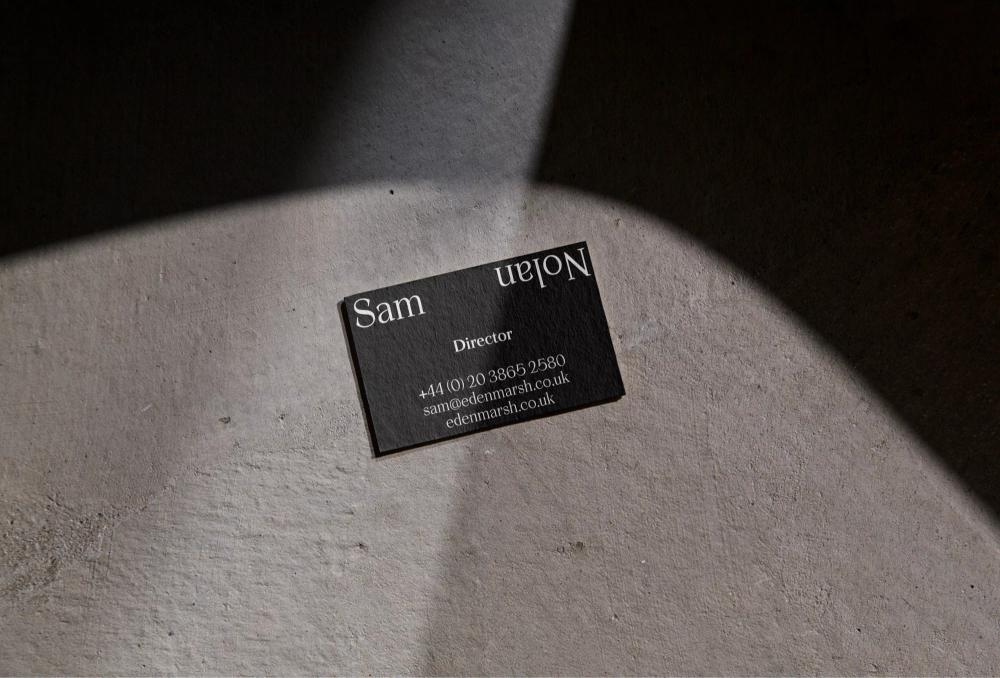 Sam Nolan
Director
+44 (0) 20 3865 2580
sam@edenmarsh.co.uk
edenmarsh.co.uk